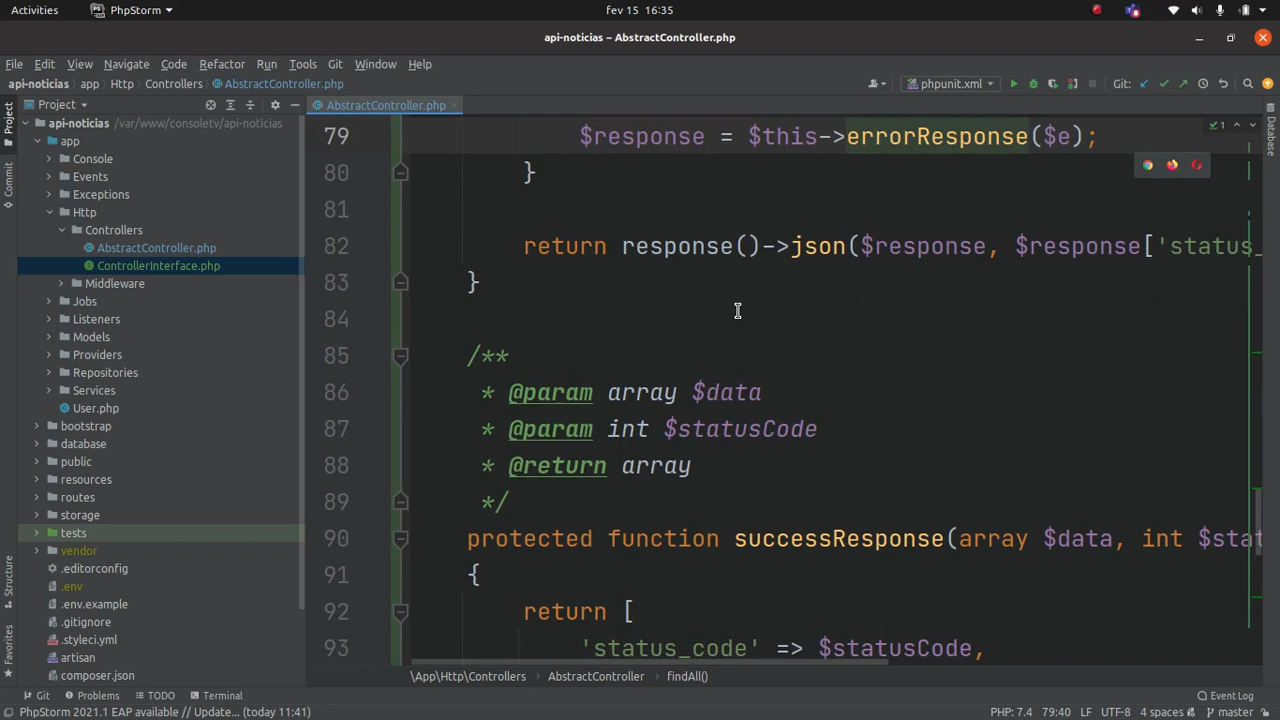 Activities PhpStorm fev 15 16:35
api-noticias – AbstractController.php
File Edit View Navigate Code Refactor Run Tools Git Window Help
api-noticias app Http Controllers AbstractController.php phpunit.xml Git:
Project AbstractController.php
api-noticias /var/www/consoletv/api-noticias
app
Console
Events
Exceptions
Http
Controllers
AbstractController.php
ControllerInterface.php
Middleware
Jobs
Listeners
Models
Providers
Repositories
Services
User.php
bootstrap
database
public
resources
routes
storage
tests
vendor
.editorconfig
.env
.env.example
.gitignore
.styleci.yml
artisan
composer.json
Project
Commit
Structure
Favorites
79 $response = $this->errorResponse($e);
80 }
81
82 return response()->json($response, $response['status_
83 }
84
85 /**
86 * @param array $data
87 * @param int $statusCode
88 * @return array
89 */
90 protected function successResponse(array $data, int $stat
91 {
92 return [
93 'status_code' => $statusCode,
1
Database
\App\Http\Controllers AbstractController findAll()
Git Problems TODO Terminal Event Log
PhpStorm 2021.1 EAP available // Update... (today 11:41) PHP: 7.4 79:40 LF UTF-8 4 spaces master